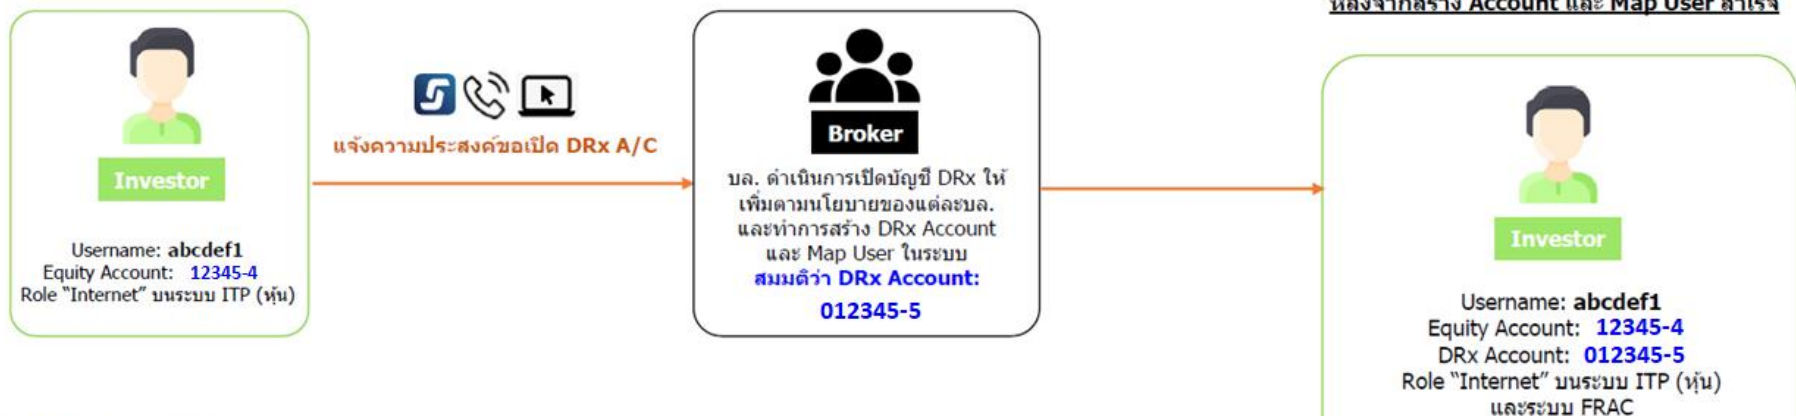 หลังจากสร้าง Account และ Map User สำเร็จ
แจ้งความประสงค์ขอเปิด DRx A/C
Investor
Username: abcdef1
Equity Account: 12345-4
Role "Internet" บนระบบ ITP (หุ้น)
Broker
บล. ดำเนินการเปิดบัญชี DRx ให้
เพิ่มตามนโยบายของแต่ละบล.
และทำการสร้าง DRx Account
และ Map User ในระบบ
สมมติว่า DRx Account:
012345-5
Investor
Username: abcdef1
Equity Account: 12345-4
DRx Account: 012345-5
Role "Internet" บนระบบ ITP (หุ้น)
และระบบ FRAC